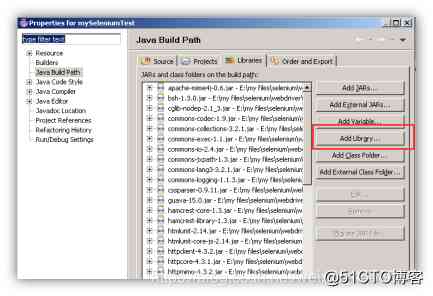 Properties for mySeleniumTest
type filter text
Resource
Builders
Java Build Path
Java Code Style
Java Compiler
Java Editor
Javadoc Location
Project References
Refactoring History
Run/Debug Settings
Java Build Path
Source
Projects
Libraries
Order and Export
JARs and class folders on the build path:
apache-mime4j-0.6.jar - E:\my files\selenium\webdriver
bsh-1.3.0.jar - E:\my files\selenium\webdriver
cglib-nodep-2.1_3.jar - E:\my files\selenium\webdriv
commons-codec-1.9.jar - E:\my files\selenium\webdri
commons-collections-3.2.1.jar - E:\my files\selenium\w
commons-exec-1.1.jar - E:\my files\selenium\webdriv
commons-io-2.4.jar - E:\my files\selenium\webdriver
commons-jxpath-1.3.jar - E:\my files\selenium\webdri
commons-lang3-3.2.1.jar - E:\my files\selenium\webd
commons-logging-1.1.3.jar - E:\my files\selenium\web
cssparser-0.9.11.jar - E:\my files\selenium\webdrive
guava-15.0.jar - E:\my files\selenium\webdriver
hamcrest-core-1.3.jar - E:\my files\selenium\webdriv
hamcrest-library-1.3.jar - E:\my files\selenium\webdri
htmlunit-2.14.jar - E:\my files\selenium\webdriver
htmlunit-core-js-2.14.jar - E:\my files\selenium\webdr
httpclient-4.3.2.jar - E:\my files\selenium\webdriver
httpcore-4.3.1.jar - E:\my files\selenium\webdriver
httpmime-4.3.2.jar
Add JARs...
Add External JARs...
Add Variable...
Add Library...
Add Class Folder...
Add External Class Folder...
Edit...
Remove
Migrate JAR File...
@51CTO博客